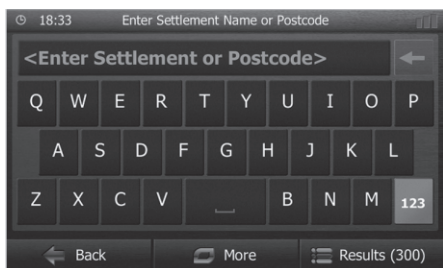 18:33 Enter Settlement Name or Postcode
<Enter Settlement or Postcode>
Q W E R T Y U I O P
A S D F G H J K L
Z X C V B N M 123
Back More Results (300)